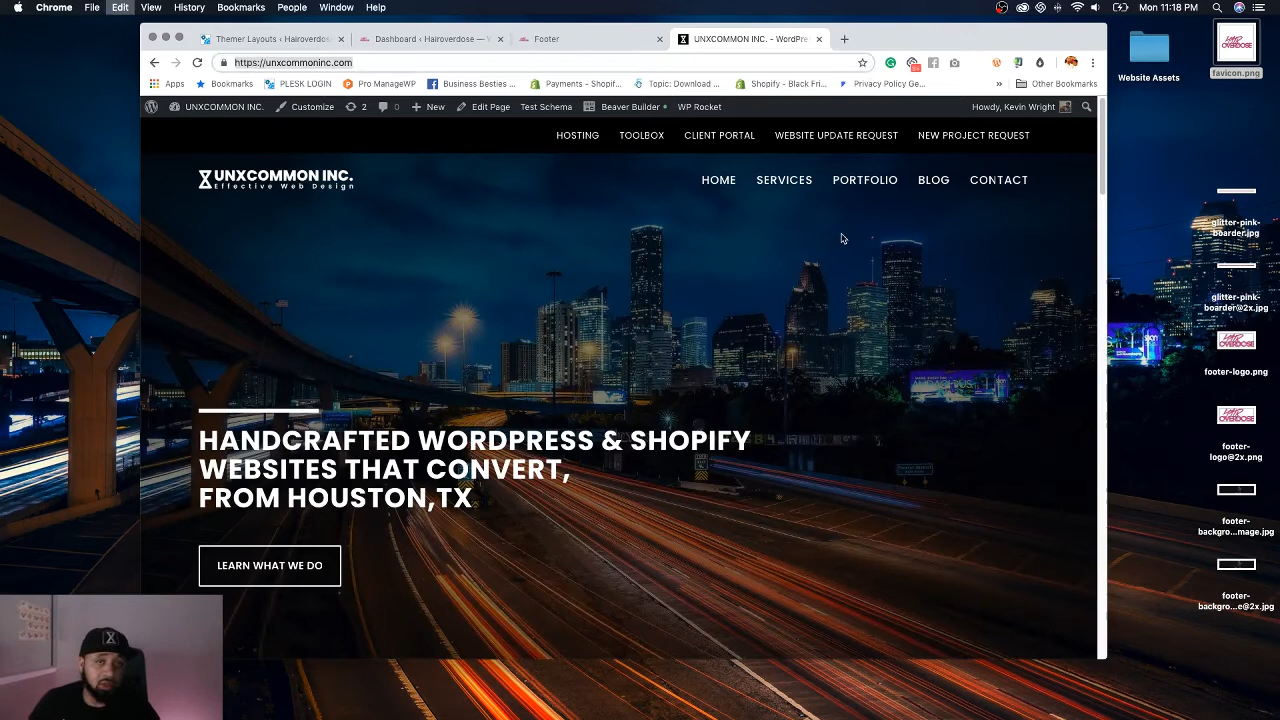 Chrome File Edit View History Bookmarks People Window Help
Mon 11:18 PM
Themer Layouts ‹ Hairoverdos
Dashboard ‹ Hairoverdose — W
Footer
UNXCOMMON INC. - WordPre
https://unxcommoninc.com
Apps Bookmarks PLESK LOGIN Pro ManageWP Business Besties ... Payments - Shopif... Topic: Download ... Shopify - Black Fri... Privacy Policy Ge... » Other Bookmarks
UNXCOMMON INC. Customize 2 0 New Edit Page Test Schema Beaver Builder WP Rocket Howdy, Kevin Wright
HOSTING TOOLBOX CLIENT PORTAL WEBSITE UPDATE REQUEST NEW PROJECT REQUEST
UNXCOMMON INC.
Effective Web Design
HOME SERVICES PORTFOLIO BLOG CONTACT
HANDCRAFTED WORDPRESS & SHOPIFY
WEBSITES THAT CONVERT,
FROM HOUSTON,TX
LEARN WHAT WE DO
Website Assets
OVERDOSE
favicon.png
glitter-pink-
boarder.jpg
glitter-pink-
boarder@2x.jpg
OVERDOSE
footer-logo.png
OVERDOSE
footer-
logo@2x.png
footer-
backgro...mage.jpg
footer-
backgro...e@2x.jpg